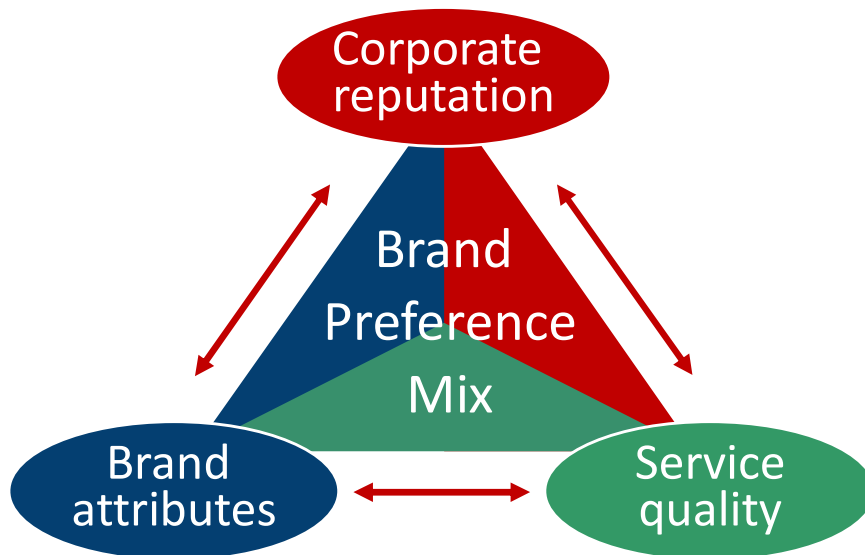 Corporate
reputation
Brand
Preference
Mix
Brand
attributes
Service
quality